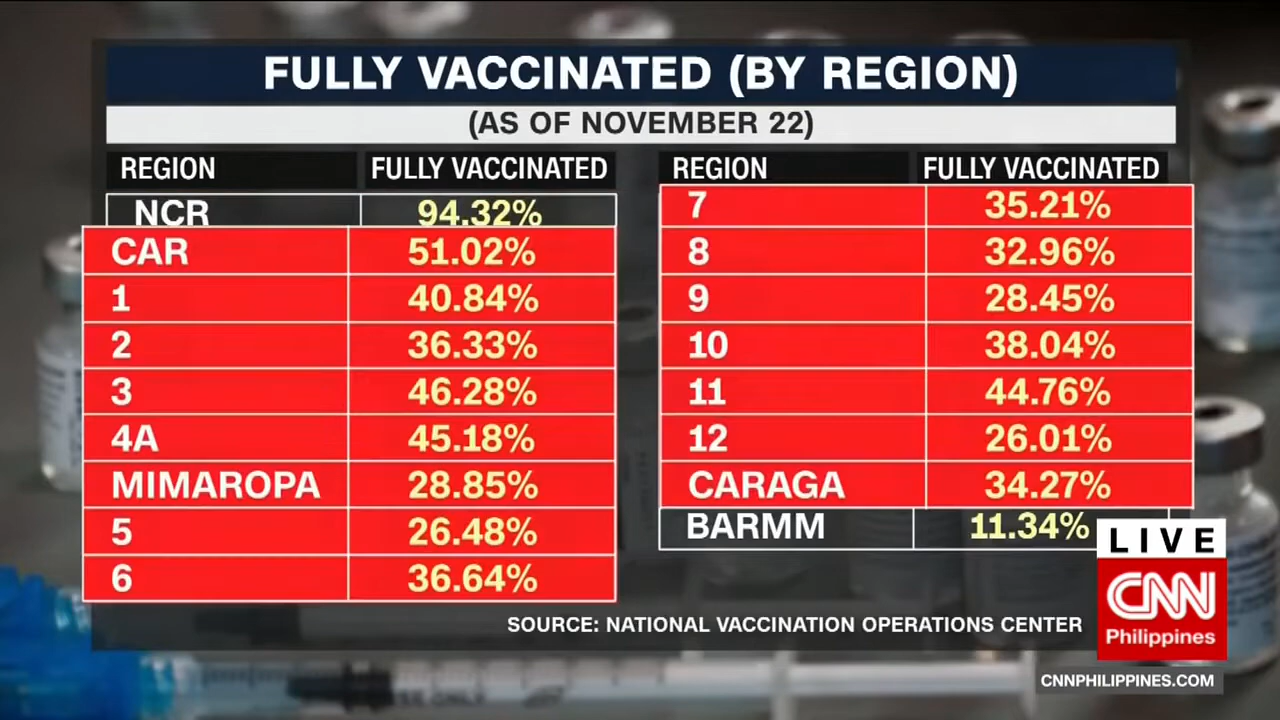 FULLY VACCINATED (BY REGION)
(AS OF NOVEMBER 22)
REGION FULLY VACCINATED
NCR 94.32%
CAR 51.02%
1 40.84%
2 36.33%
3 46.28%
4A 45.18%
MIMAROPA 28.85%
5 26.48%
6 36.64%
REGION FULLY VACCINATED
7 35.21%
8 32.96%
9 28.45%
10 38.04%
11 44.76%
12 26.01%
CARAGA 34.27%
BARMM 11.34%
SOURCE: NATIONAL VACCINATION OPERATIONS CENTER
LIVE
CNN
Philippines
CNNPHILIPPINES.COM